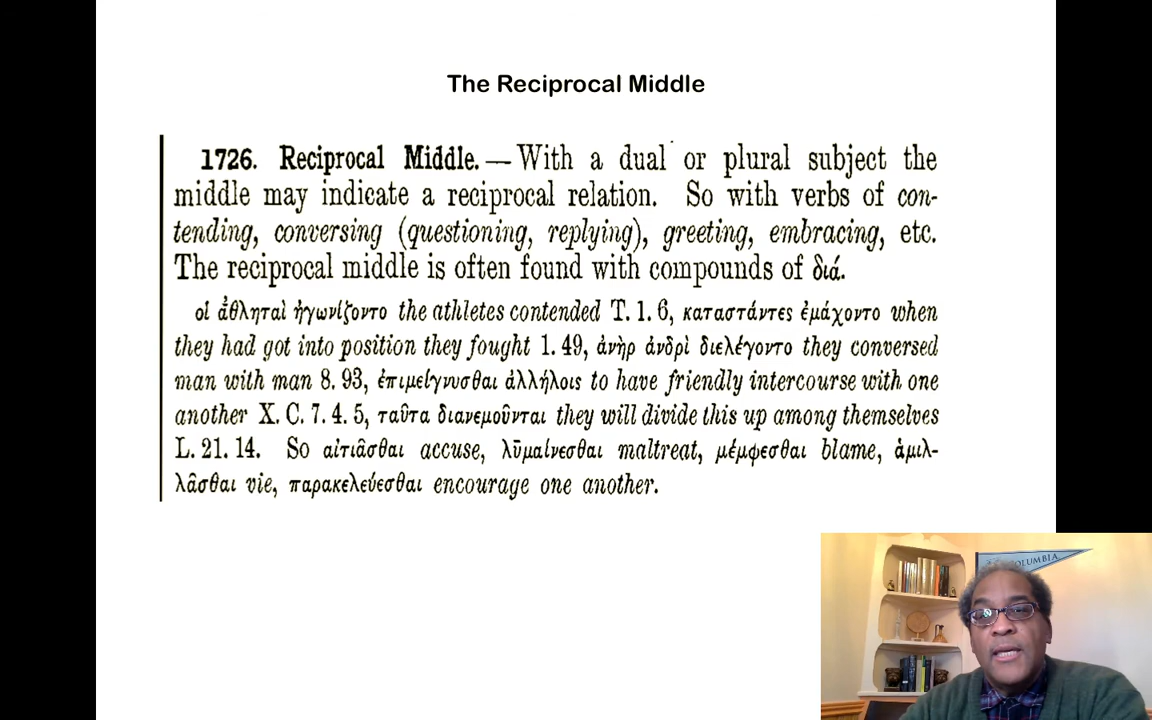 The Reciprocal Middle
1726. Reciprocal Middle. — With a dual or plural subject the
middle may indicate a reciprocal relation. So with verbs of con-
tending, conversing (questioning, replying), greeting, embracing, etc.
The reciprocal middle is often found with compounds of διά.
οἱ ἀθληταὶ ἠγωνίζοντο the athletes contended T. 1. 6, καταστάντες ἐμάχοντο when
they had got into position they fought 1. 49, ἀνὴρ ἀνδρὶ διελέγοντο they conversed
man with man 8. 93, ἐπιμείγνυσθαι ἀλλήλοις to have friendly intercourse with one
another X. C. 7. 4. 5, ταῦτα διανεμοῦνται they will divide this up among themselves
L. 21. 14. So αἰτιᾶσθαι accuse, λῡμαίνεσθαι maltreat, μέμφεσθαι blame, ἁμιλ-
λᾶσθαι vie, παρακελεύεσθαι encourage one another.
COLUMBIA